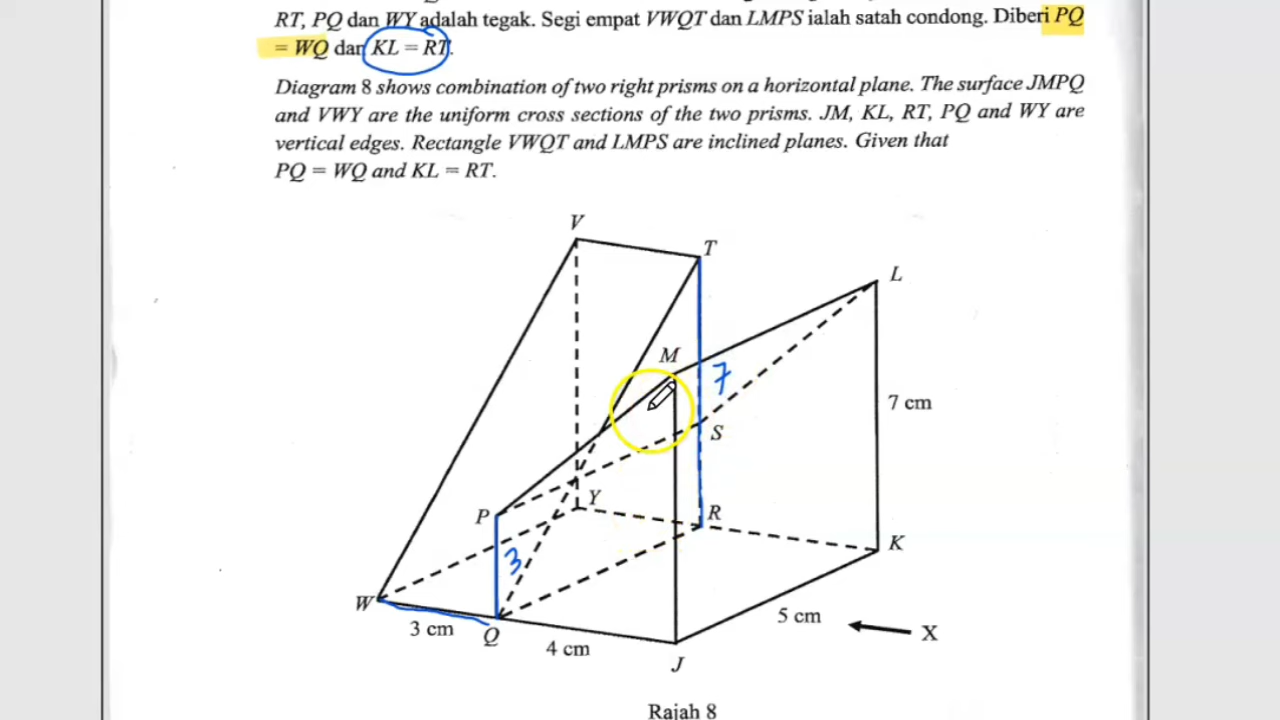 RT, PQ dan WY adalah tegak. Segi empat VWQT dan LMPS ialah satah condong. Diberi PQ
= WQ dan KL = RT.
Diagram 8 shows combination of two right prisms on a horizontal plane. The surface JMPQ
and VWY are the uniform cross sections of the two prisms. JM, KL, RT, PQ and WY are
vertical edges. Rectangle VWQT and LMPS are inclined planes. Given that
PQ = WQ and KL = RT.
V
T
L
M
7
7 cm
S
P
Y
R
K
3
W
3 cm
Q
4 cm
5 cm
X
J
Rajah 8